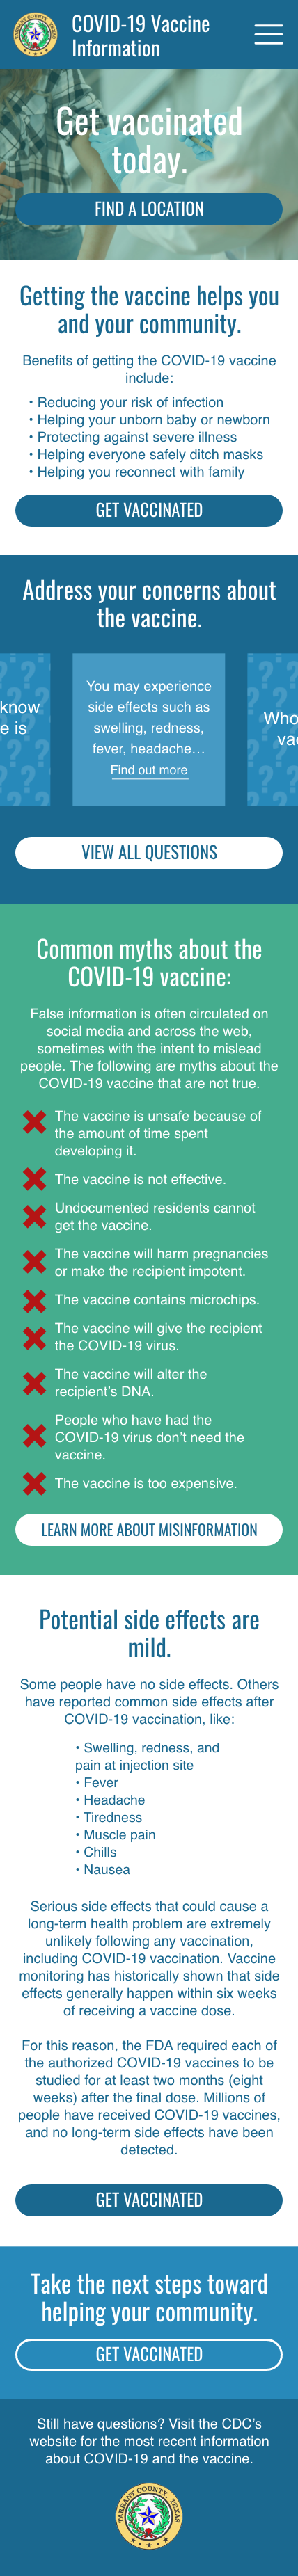 COVID-19 Vaccine
Information
Get vaccinated
today.
FIND A LOCATION
Getting the vaccine helps you
and your community.
Benefits of getting the COVID-19 vaccine
include:
• Reducing your risk of infection
• Helping your unborn baby or newborn
• Protecting against severe illness
• Helping everyone safely ditch masks
• Helping you reconnect with family
GET VACCINATED
Address your concerns about
the vaccine.
know
e is
You may experience
side effects such as
swelling, redness,
fever, headache…
Find out more
Who
va
VIEW ALL QUESTIONS
Common myths about the
COVID-19 vaccine:
False information is often circulated on
social media and across the web,
sometimes with the intent to mislead
people. The following are myths about the
COVID-19 vaccine that are not true.
The vaccine is unsafe because of
the amount of time spent
developing it.
The vaccine is not effective.
Undocumented residents cannot
get the vaccine.
The vaccine will harm pregnancies
or make the recipient impotent.
The vaccine contains microchips.
The vaccine will give the recipient
the COVID-19 virus.
The vaccine will alter the
recipient's DNA.
People who have had the
COVID-19 virus don't need the
vaccine.
The vaccine is too expensive.
LEARN MORE ABOUT MISINFORMATION
Potential side effects are
mild.
Some people have no side effects. Others
have reported common side effects after
COVID-19 vaccination, like:
• Swelling, redness, and
pain at injection site
• Fever
• Headache
• Tiredness
• Muscle pain
• Chills
• Nausea
Serious side effects that could cause a
long-term health problem are extremely
unlikely following any vaccination,
including COVID-19 vaccination. Vaccine
monitoring has historically shown that side
effects generally happen within six weeks
of receiving a vaccine dose.
For this reason, the FDA required each of
the authorized COVID-19 vaccines to be
studied for at least two months (eight
weeks) after the final dose. Millions of
people have received COVID-19 vaccines,
and no long-term side effects have been
detected.
GET VACCINATED
Take the next steps toward
helping your community.
GET VACCINATED
Still have questions? Visit the CDC's
website for the most recent information
about COVID-19 and the vaccine.
TARRANT COUNTY, TEXAS